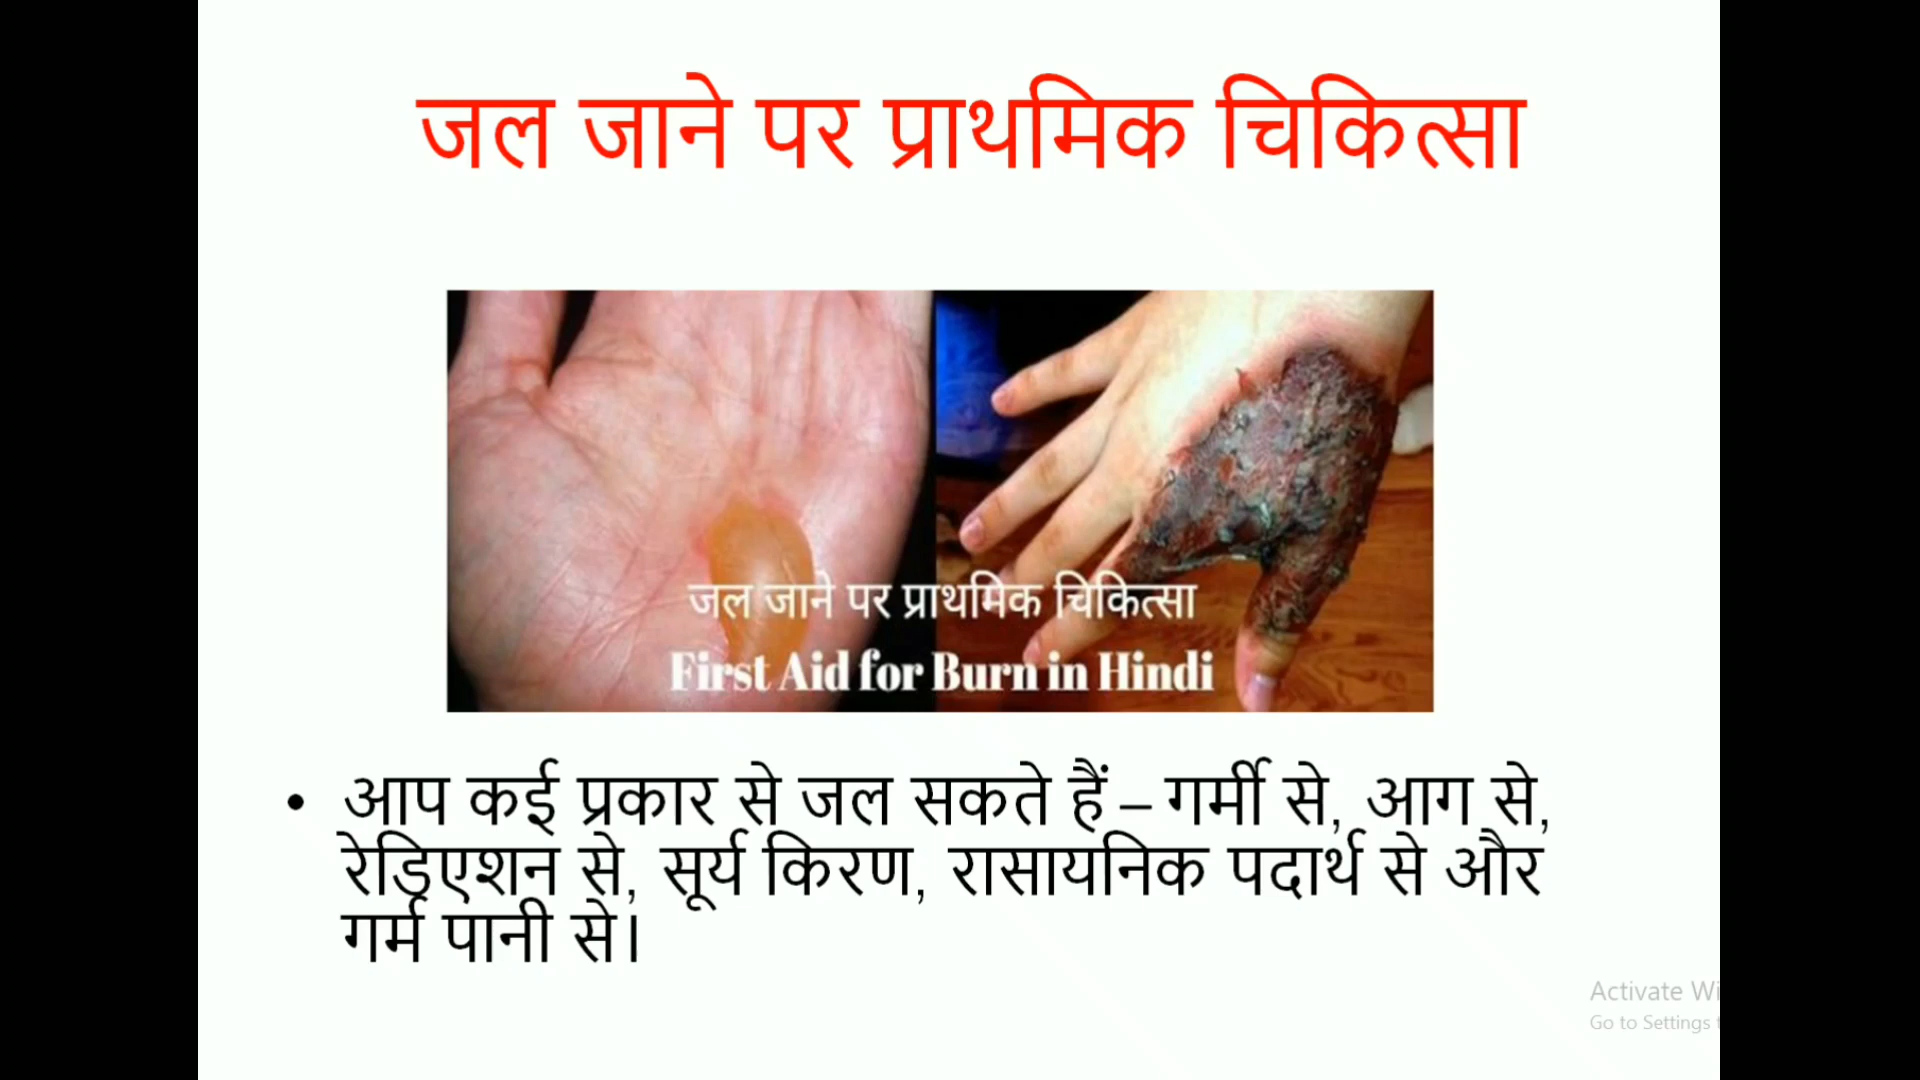 जल जाने पर प्राथमिक चिकित्सा
जल जाने पर प्राथमिक चिकित्सा
First Aid for Burn in Hindi
• आप कई प्रकार से जल सकते हैं – गर्मी से, आग से,
रेड़िएशन से, सूर्य किरण, रासायनिक पदार्थ से और
गर्म पानी से।
Activate Wi
Go to Settings